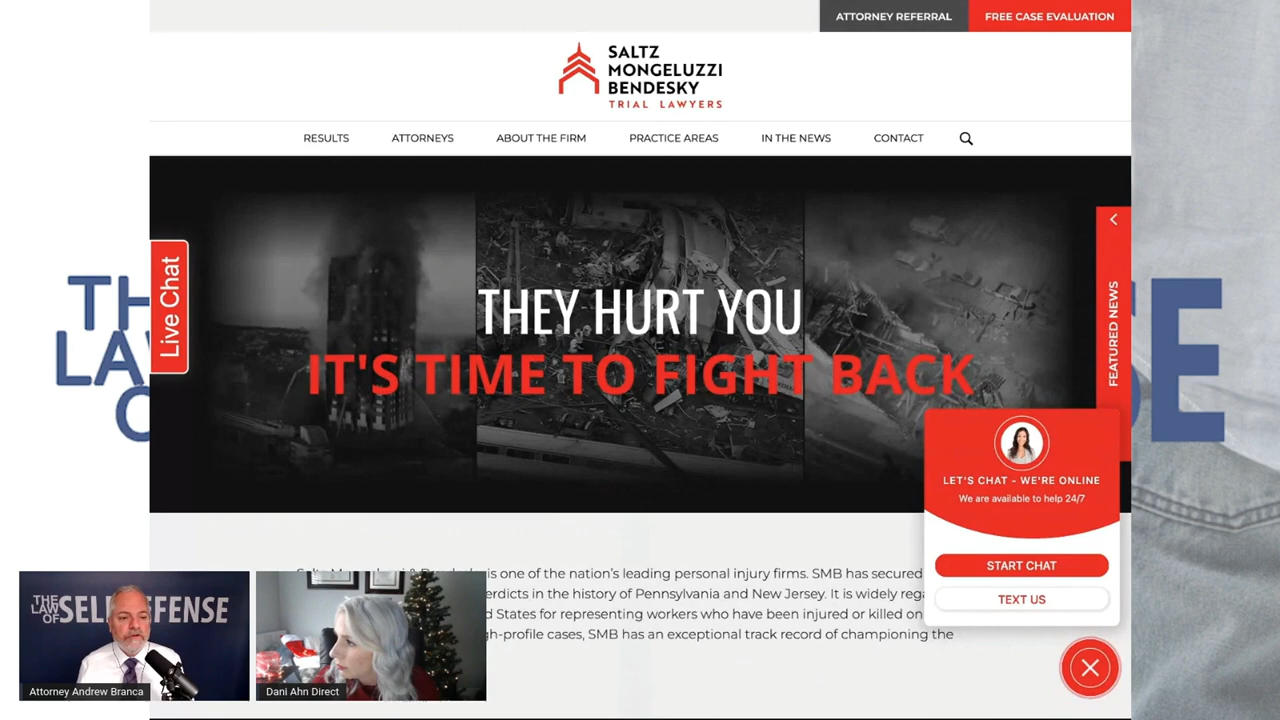 ATTORNEY REFERRAL
FREE CASE EVALUATION
SALTZ
MONGELUZZI
BENDESKY
TRIAL LAWYERS
RESULTS
ATTORNEYS
ABOUT THE FIRM
PRACTICE AREAS
IN THE NEWS
CONTACT
Live Chat
THEY HURT YOU
IT'S TIME TO FIGHT BACK
FEATURED NEWS
LET'S CHAT - WE'RE ONLINE
We are available to help 24/7
START CHAT
TEXT US
is one of the nation's leading personal injury firms. SMB has secured
erdicts in the history of Pennsylvania and New Jersey. It is widely rega
d States for representing workers who have been injured or killed on
gh-profile cases, SMB has an exceptional track record of championing the
THE
LAW
OF
SELF DEFENSE
Attorney Andrew Branca
Dani Ahn Direct